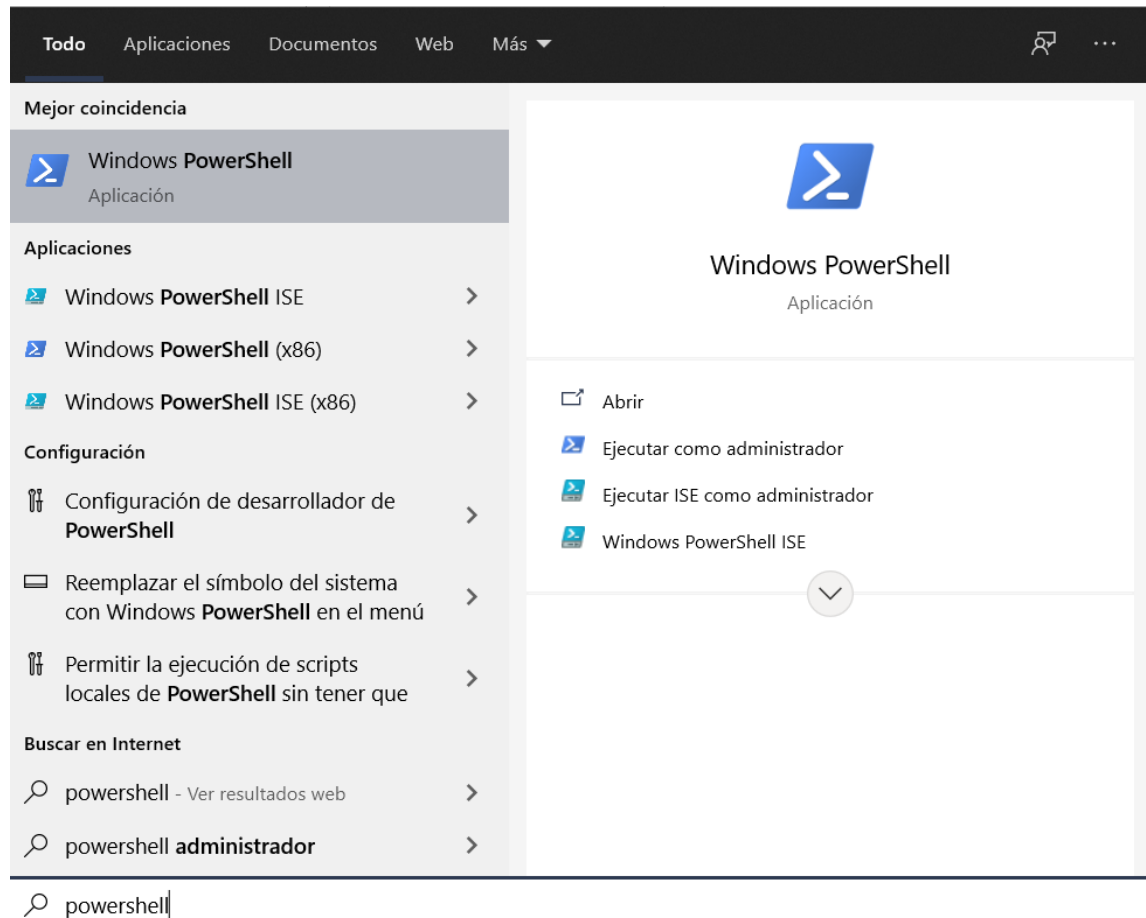 Todo Aplicaciones Documentos Web Más
Mejor coincidencia
Windows PowerShell
Aplicación
Aplicaciones
Windows PowerShell ISE
Windows PowerShell (x86)
Windows PowerShell ISE (x86)
Configuración
Configuración de desarrollador de
PowerShell
Reemplazar el símbolo del sistema
con Windows PowerShell en el menú
Permitir la ejecución de scripts
locales de PowerShell sin tener que
Buscar en Internet
powershell - Ver resultados web
powershell administrador
powershell
Windows PowerShell
Aplicación
Abrir
Ejecutar como administrador
Ejecutar ISE como administrador
Windows PowerShell ISE